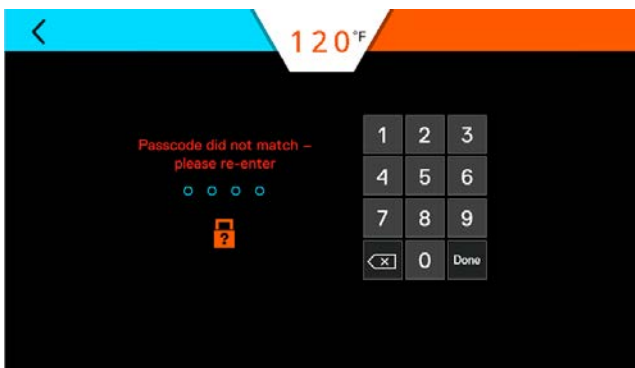 120°F
Passcode did not match –
please re-enter
1 2 3
4 5 6
?
7 8 9
0 Done